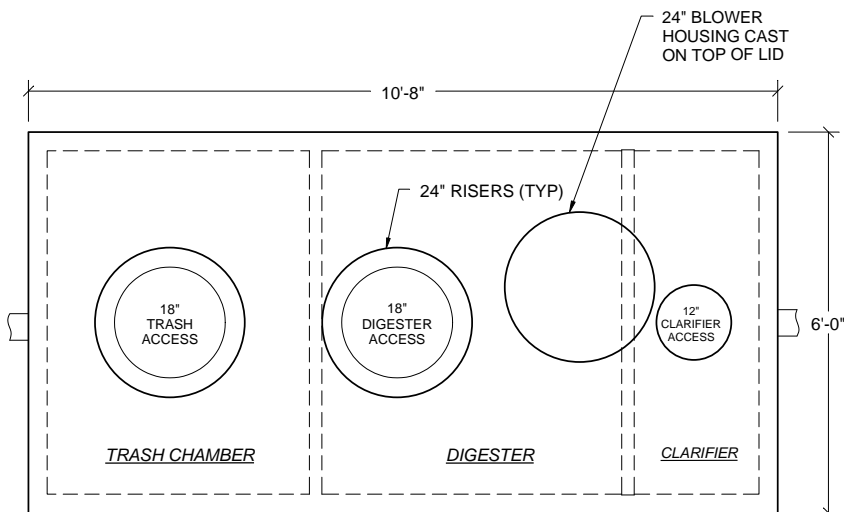 24" BLOWER
HOUSING CAST
ON TOP OF LID
10'-8"
24" RISERS (TYP)
18"
TRASH
ACCESS
18"
DIGESTER
ACCESS
12"
CLARIFIER
ACCESS
6'-0"
TRASH CHAMBER
DIGESTER
CLARIFIER